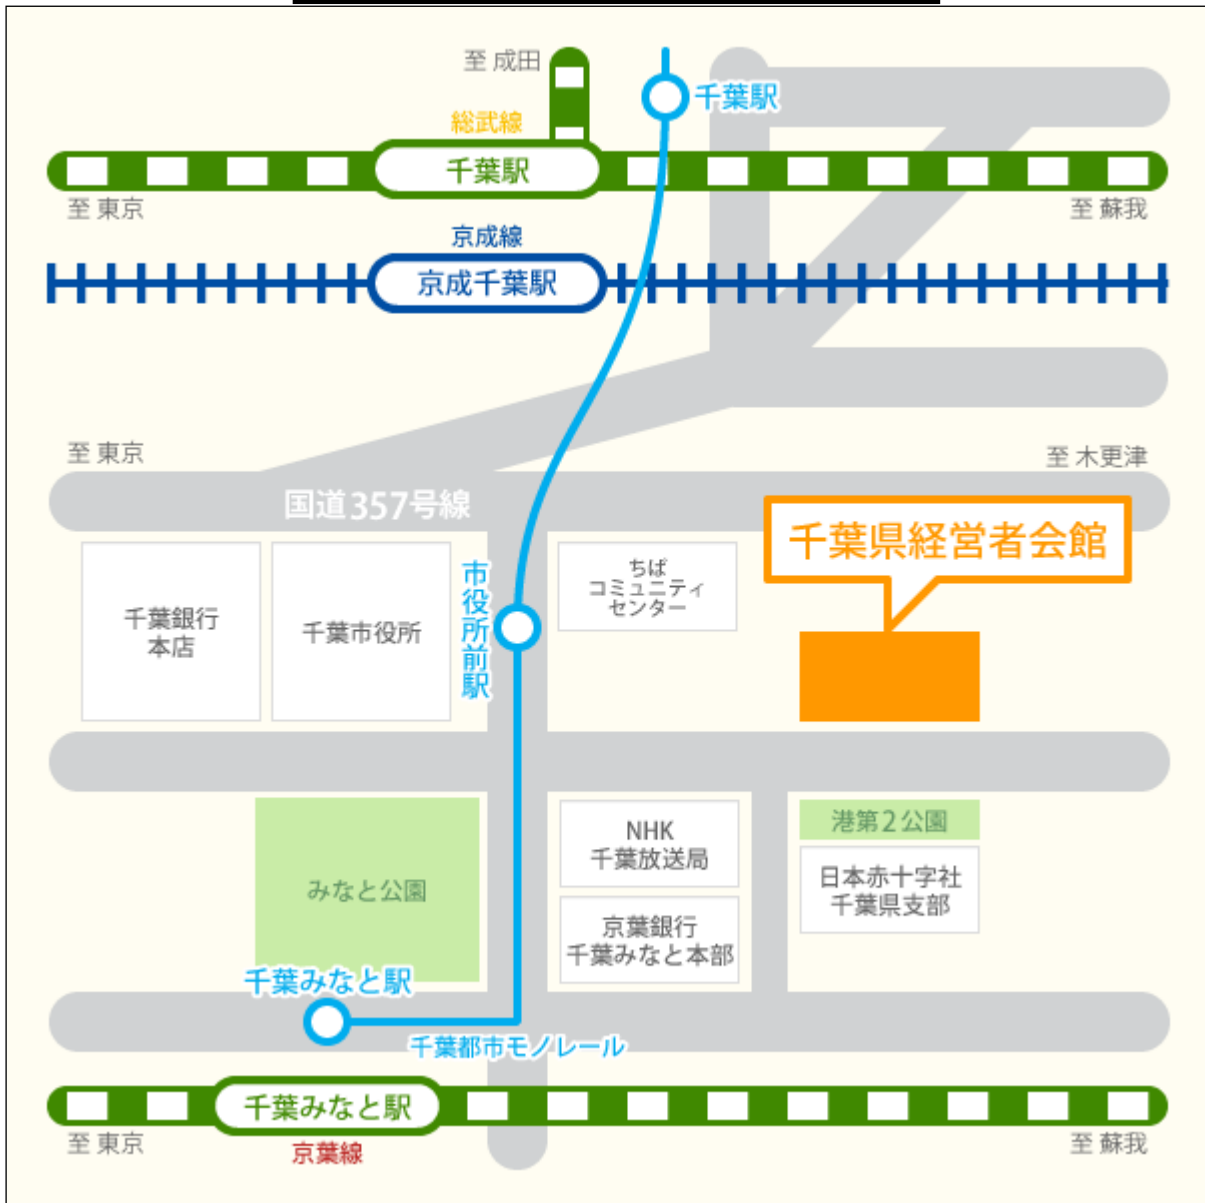 至 成田
千葉駅
総武線
千葉駅
至 東京
至 蘇我
京成線
京成千葉駅
至 東京
至 木更津
国道357号線
千葉県経営者会館
千葉銀行
本店
千葉市役所
市役所前駅
ちば
コミュニティ
センター
みなと公園
NHK
千葉放送局
京葉銀行
千葉みなと本部
港第2公園
日本赤十字社
千葉県支部
千葉みなと駅
千葉都市モノレール
千葉みなと駅
至 東京
京葉線
至 蘇我